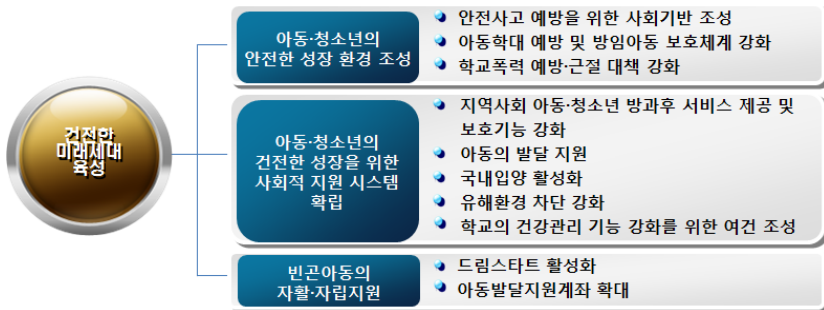 건전한
미래세대
육성
아동·청소년의
안전한 성장 환경 조성
안전사고 예방을 위한 사회기반 조성
아동학대 예방 및 방임아동 보호체계 강화
학교폭력 예방·근절 대책 강화
아동·청소년의
건전한 성장을 위한
사회적 지원 시스템
확립
지역사회 아동·청소년 방과후 서비스 제공 및
보호기능 강화
아동의 발달 지원
국내입양 활성화
유해환경 차단 강화
학교의 건강관리 기능 강화를 위한 여건 조성
빈곤아동의
자활·자립지원
드림스타트 활성화
아동발달지원계좌 확대